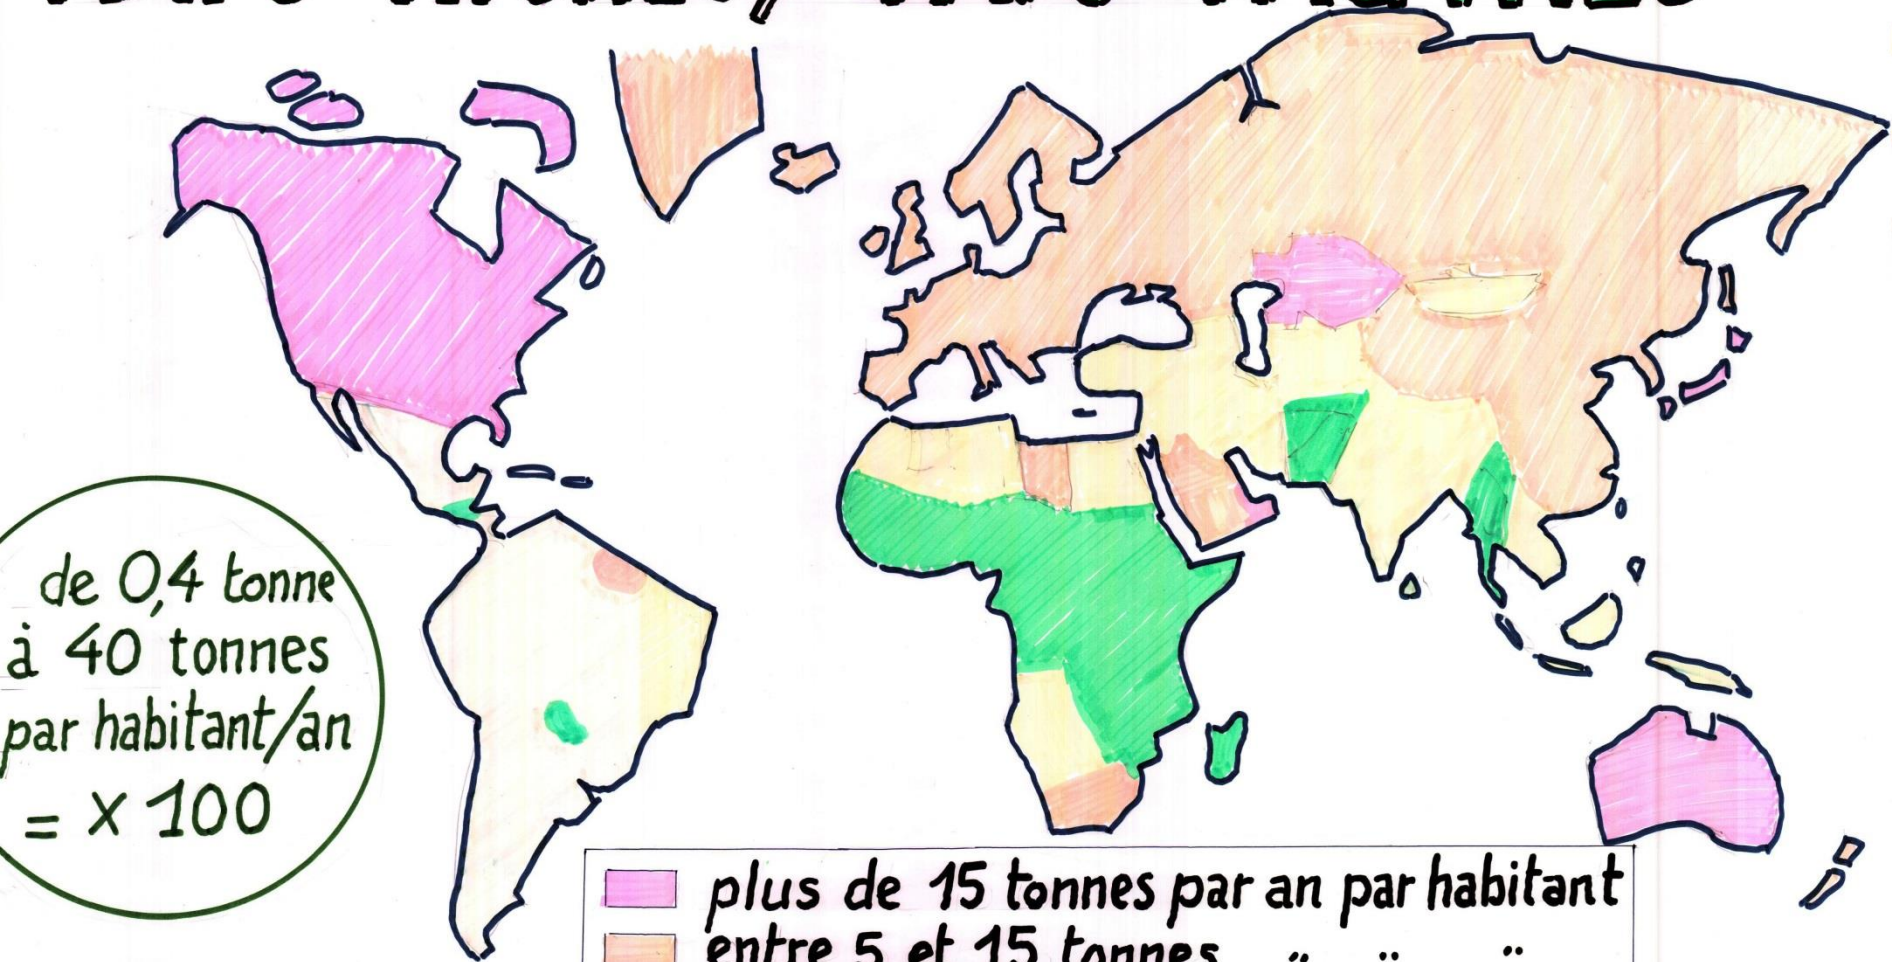 de 0,4 tonne
à 40 tonnes
par habitant/an
= x 100
plus de 15 tonnes par an par habitant
entre 5 et 15 tonnes " " "